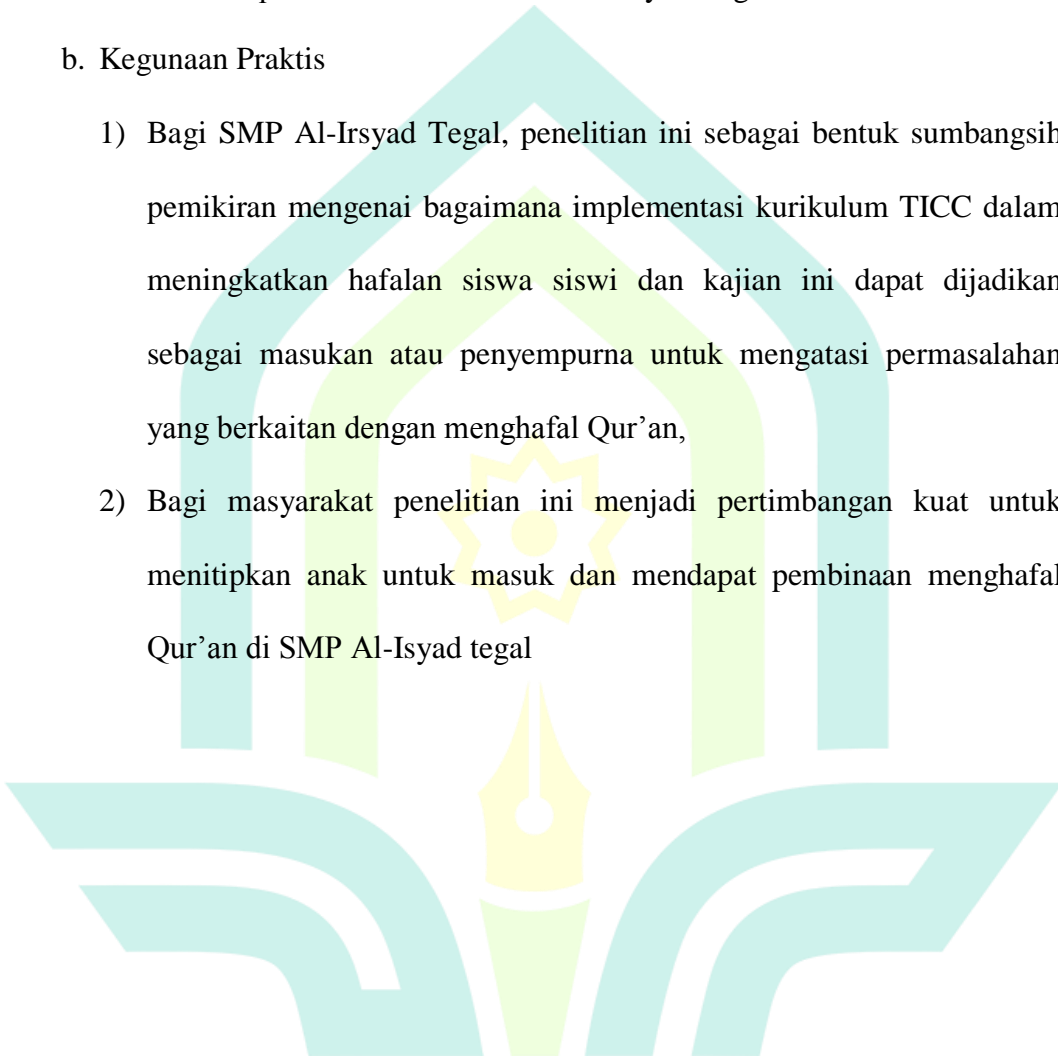 b. Kegunaan Praktis
1) Bagi SMP Al-Irsyad Tegal, penelitian ini sebagai bentuk sumbangsih
pemikiran mengenai bagaimana implementasi kurikulum TICC dalam
meningkatkan hafalan siswa siswi dan kajian ini dapat dijadikan
sebagai masukan atau penyempurna untuk mengatasi permasalahan
yang berkaitan dengan menghafal Qur’an,
2) Bagi masyarakat penelitian ini menjadi pertimbangan kuat untuk
menitipkan anak untuk masuk dan mendapat pembinaan menghafal
Qur’an di SMP Al-Isyad tegal